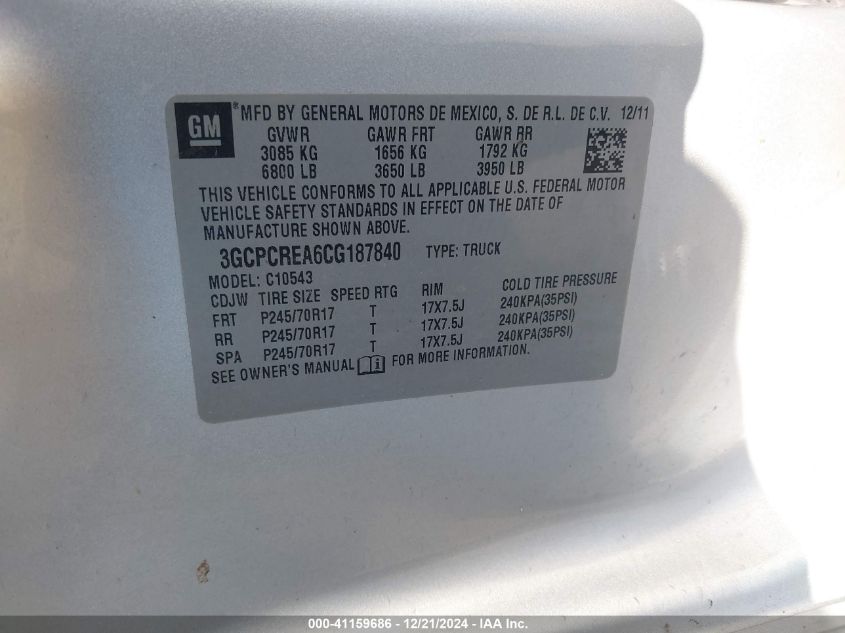 GM ® MFD BY GENERAL MOTORS DE MEXICO, S. DE R.L. DE C.V. 12/11
GVWR GAWR FRT GAWR RR
3085 KG 1656 KG 1792 KG
6800 LB 3650 LB 3950 LB
THIS VEHICLE CONFORMS TO ALL APPLICABLE U.S. FEDERAL MOTOR
VEHICLE SAFETY STANDARDS IN EFFECT ON THE DATE OF
MANUFACTURE SHOWN ABOVE.
3GCPCREA6CG187840 TYPE: TRUCK
MODEL: C10543
CDJW TIRE SIZE SPEED RTG RIM COLD TIRE PRESSURE
FRT P245/70R17 T 17X7.5J 240KPA(35PSI)
RR P245/70R17 T 17X7.5J 240KPA(35PSI)
SPA P245/70R17 T 17X7.5J 240KPA(35PSI)
SEE OWNER'S MANUAL i FOR MORE INFORMATION.
000-41159686 - 12/21/2024 - IAA Inc.